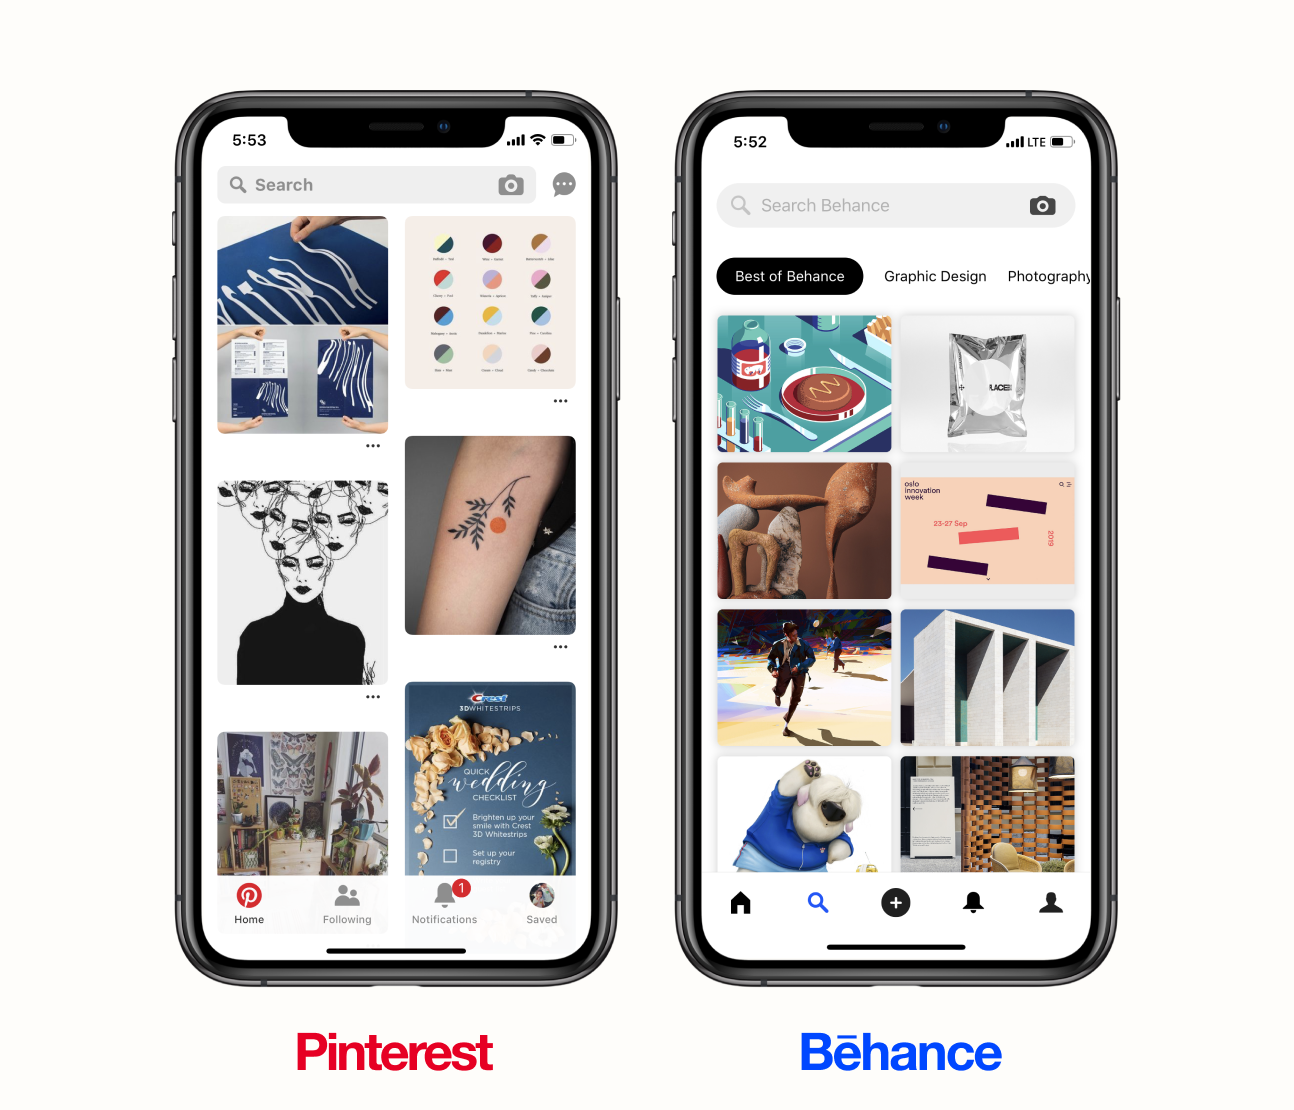 5:53
Search
Crest
3DWHITESTRIPS
QUICK
wedding
CHECKLIST
Brighten up your
smile with Crest
3D Whitestrips
Set up your
registry
1
Home
Following
Notifications
Saved
5:52
LTE
Search Behance
Best of Behance
Graphic Design
Photography
oslo
innovation
week
23-27 Sep
2019
Pinterest
Bēhance